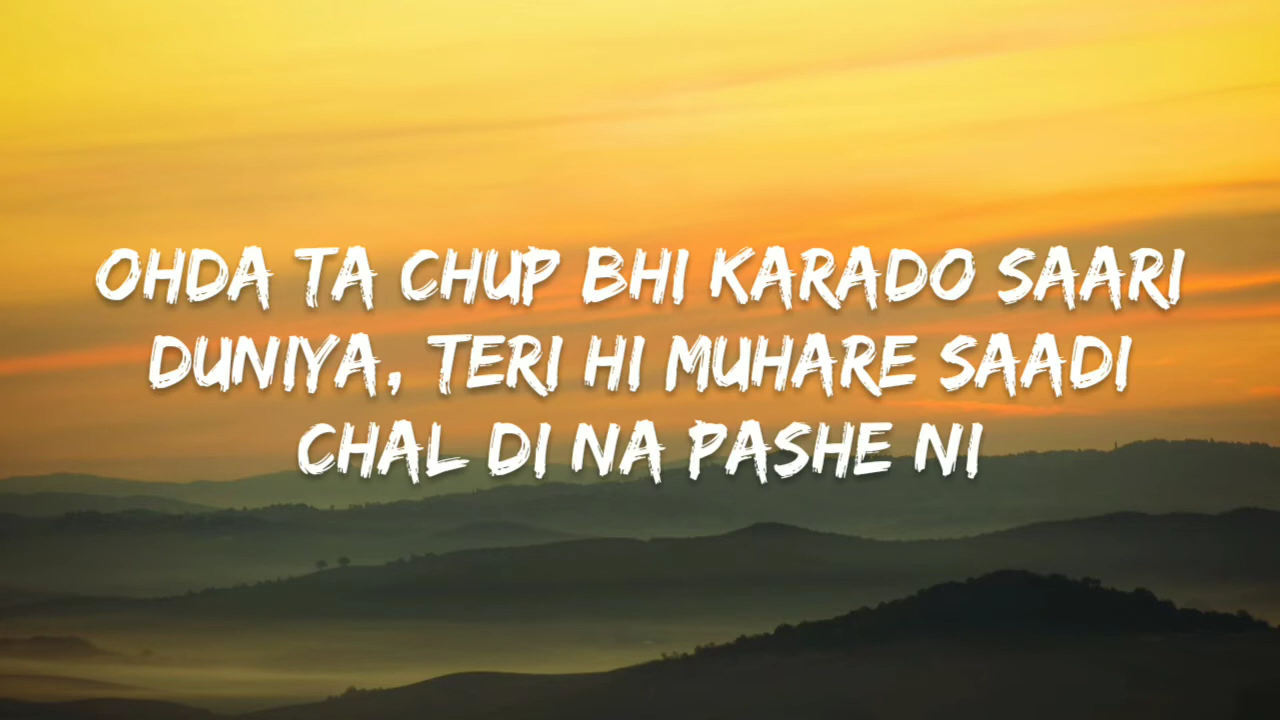 OHDA TA CHUP BHI KARADO SAARI
DUNIYA, TERI HI MUHARE SAADI
CHAL DI NA PASHE NI